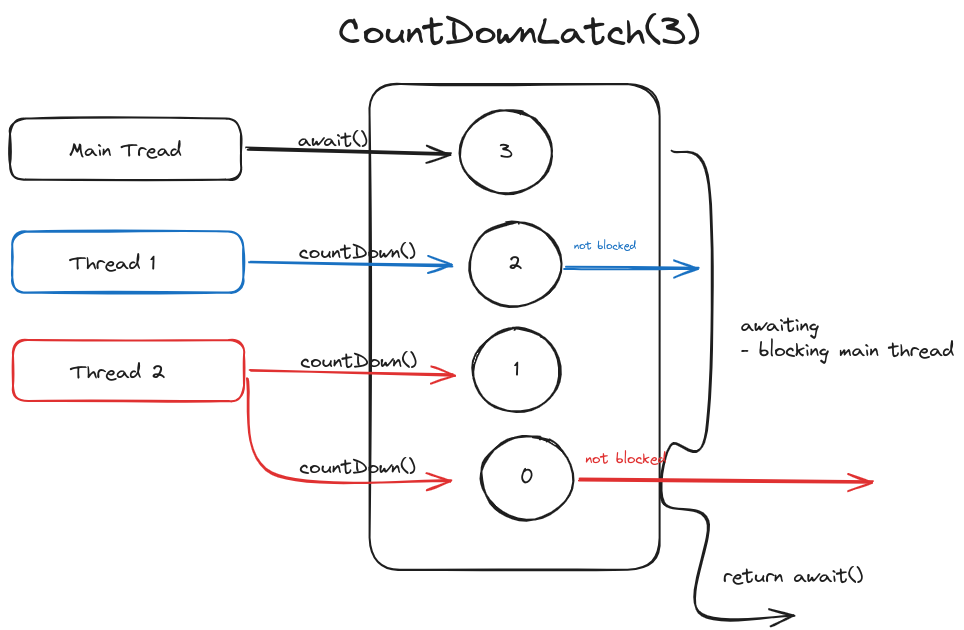 CountDownLatch(3)
Main Tread
await()
3
Thread 1
countDown()
2
not blocked
awaiting
- blocking main thread
Thread 2
countDown()
1
countDown()
0
not blocked
return await()